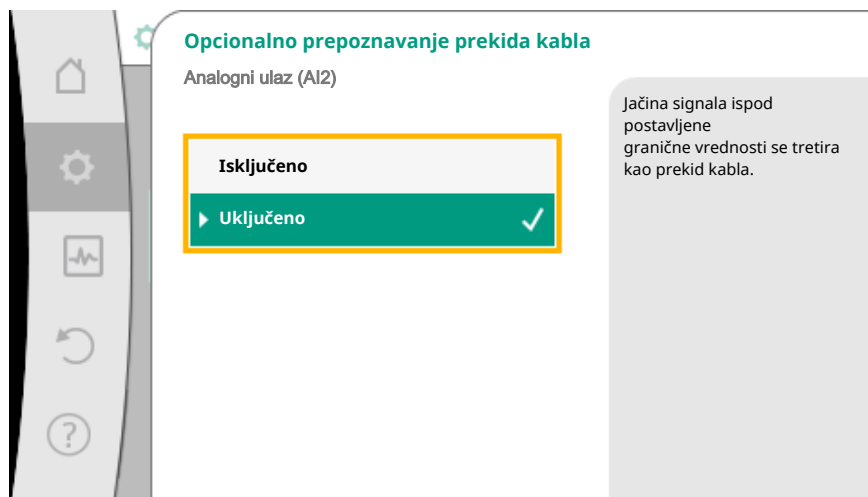 Opcionalno prepoznavanje prekida kabla
Analogni ulaz (AI2)
Isključeno
Uključeno
Jačina signala ispod
postavljene
granične vrednosti se tretira
kao prekid kabla.
?